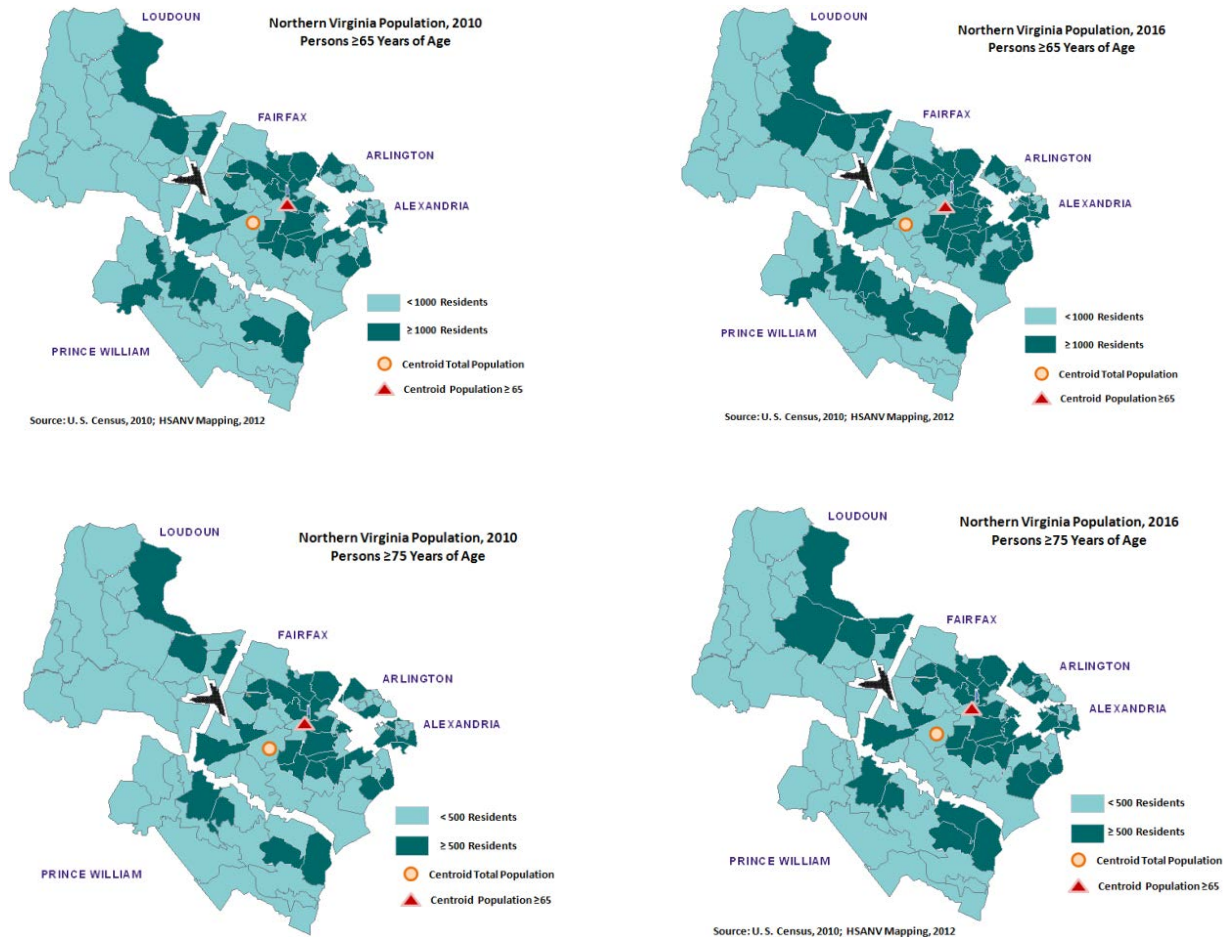 LOUDOUN
Northern Virginia Population, 2010
Persons ≥65 Years of Age
FAIRFAX
ARLINGTON
ALEXANDRIA
PRINCE WILLIAM
< 1000 Residents
≥ 1000 Residents
Centroid Total Population
Centroid Population ≥ 65
Source: U. S. Census, 2010; HSANV Mapping, 2012
LOUDOUN
Northern Virginia Population, 2016
Persons ≥65 Years of Age
FAIRFAX
ARLINGTON
ALEXANDRIA
PRINCE WILLIAM
< 1000 Residents
≥ 1000 Residents
Centroid Total Population
Centroid Population ≥65
Source: U. S. Census, 2010; HSANV Mapping, 2012
LOUDOUN
Northern Virginia Population, 2010
Persons ≥75 Years of Age
FAIRFAX
ARLINGTON
ALEXANDRIA
PRINCE WILLIAM
< 500 Residents
≥ 500 Residents
Centroid Total Population
Centroid Population ≥65
LOUDOUN
Northern Virginia Population, 2016
Persons ≥75 Years of Age
FAIRFAX
ARLINGTON
ALEXANDRIA
PRINCE WILLIAM
< 500 Residents
≥ 500 Residents
Centroid Total Population
Centroid Population ≥65
Source: U. S. Census, 2010; HSANV Mapping, 2012